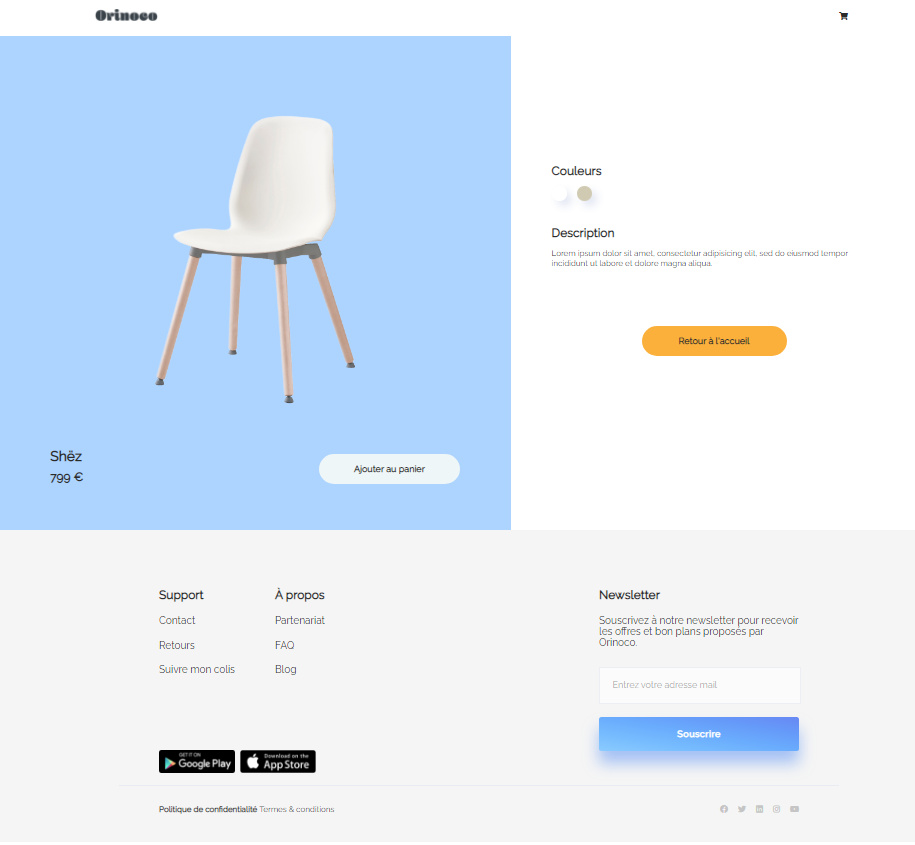 Orinoco
Couleurs
Description
Lorem ipsum dolor sit amet, consectetur adipisicing elit, sed do eiusmod tempor
incididunt ut labore et dolore magna aliqua.
Retour à l'accueil
Shëz
799 €
Ajouter au panier
Support
Contact
Retours
Suivre mon colis
À propos
Partenariat
FAQ
Blog
Newsletter
Souscrivez à notre newsletter pour recevoir
les offres et bon plans proposés par
Orinoco.
Entrez votre adresse mail
Souscrire
GET IT ON
Google Play
Download on the
App Store
Politique de confidentialité Termes & conditions